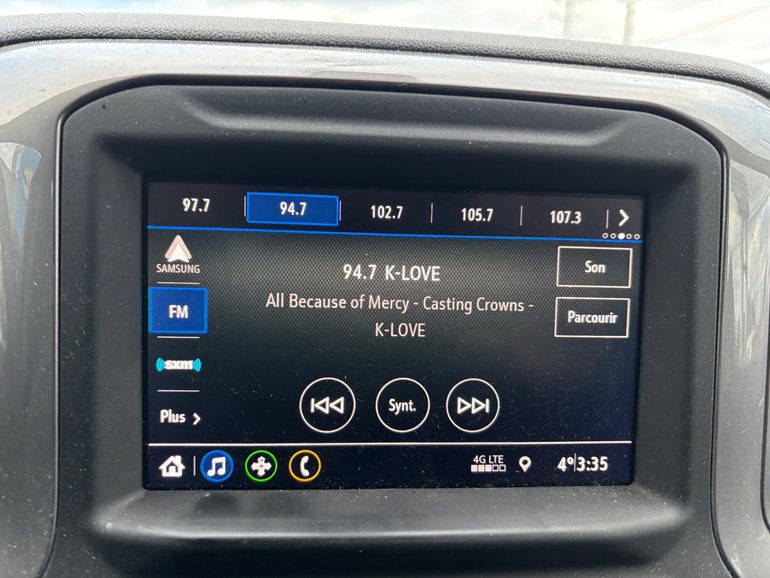 97.7 94.7 102.7 105.7 107.3
SAMSUNG
94.7 K-LOVE
Son
All Because of Mercy - Casting Crowns -
K-LOVE
FM
Parcourir
sxm
Plus
Synt.
4G LTE
4° 3:35